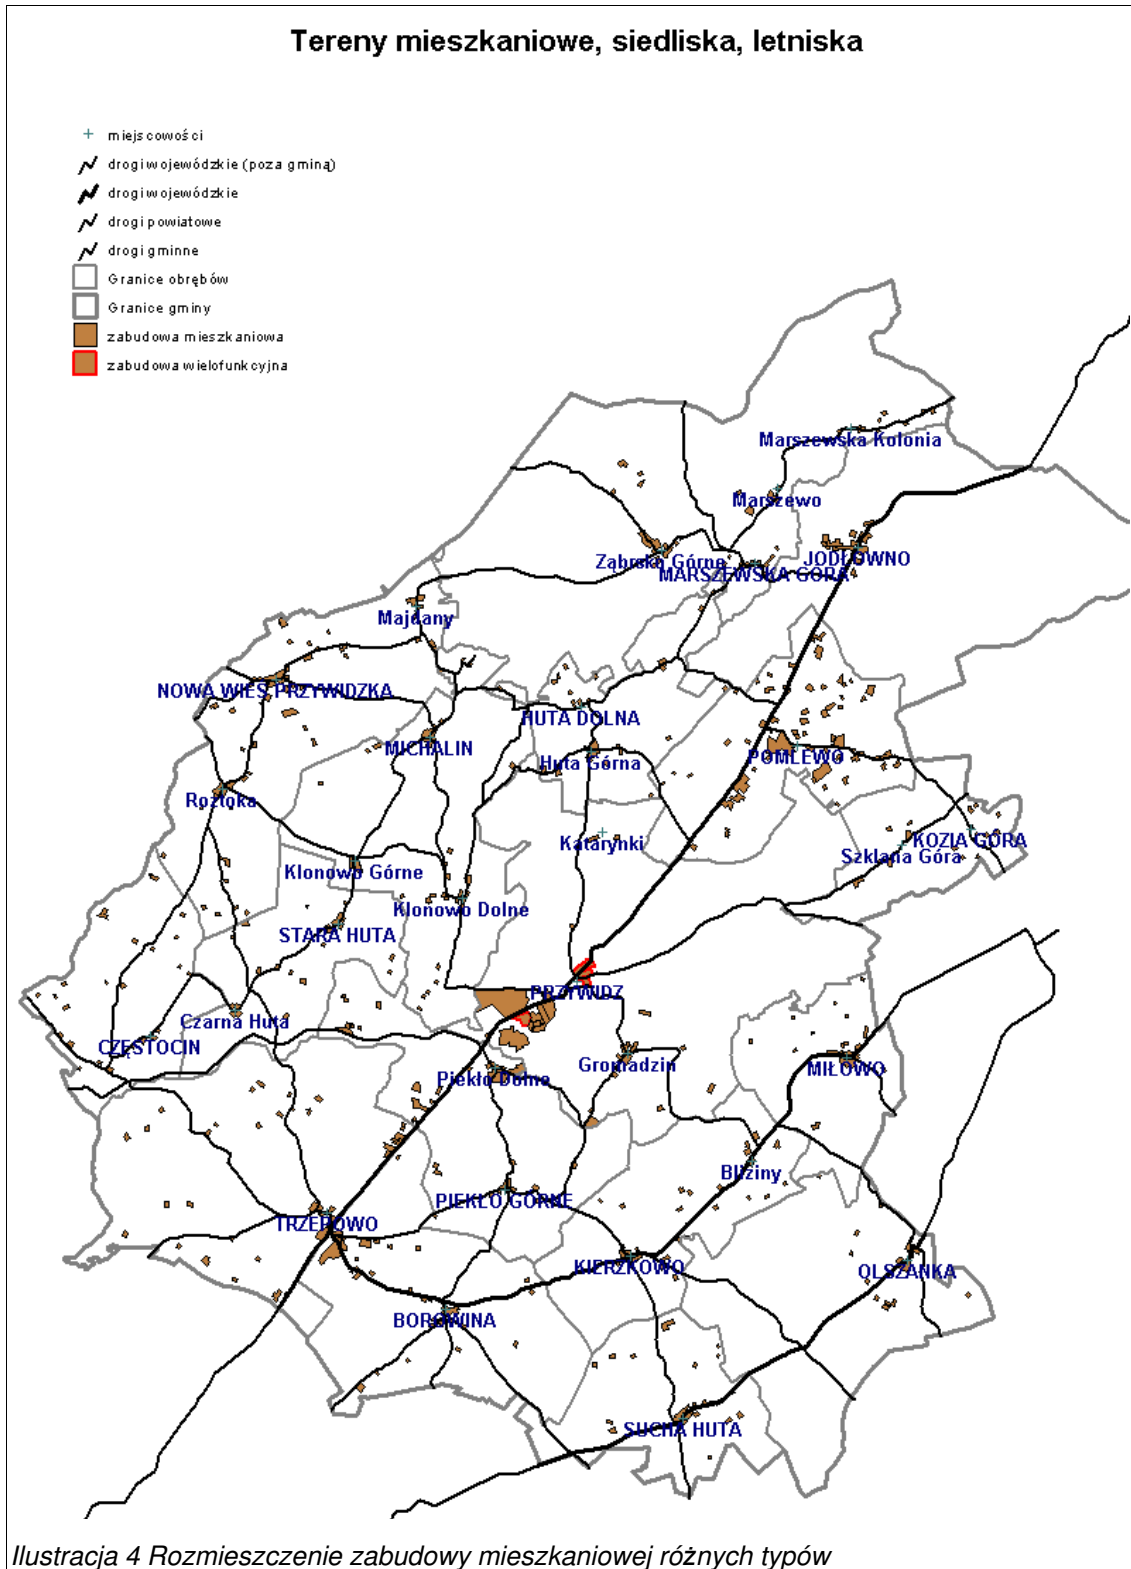 Tereny mieszkaniowe, siedliska, letniska
miejscowości
drogi wojewódzkie (poza gminą)
drogi wojewódzkie
drogi powiatowe
drogi gminne
Granice obrębów
Granice gminy
zabudowa mieszkaniowa
zabudowa wielofunkcyjna
Marszewska Kolonia
Marszewo
JODŁOWNO
Ząbrsko Górne
MARSZEWSKA GÓRA
Majdany
NOWA WIEŚ PRZYWIDZKA
HUTA DOLNA
MICHALIN
Huta Górna
POMLEWO
Roztoka
Katarynki
KOZIA GÓRA
Szklana Góra
Klonowo Górne
Klonowo Dolne
STARA HUTA
PRZYWIDZ
Czarna Huta
CZĘSTOCIN
Gromadzin
MIŁOWO
Piekło Dolne
Bliziny
PIEKŁO GÓRNE
TRZEPOWO
KIERZKOWO
OLSZANKA
BOROWINA
SUCHA HUTA
Ilustracja 4 Rozmieszczenie zabudowy mieszkaniowej różnych typów